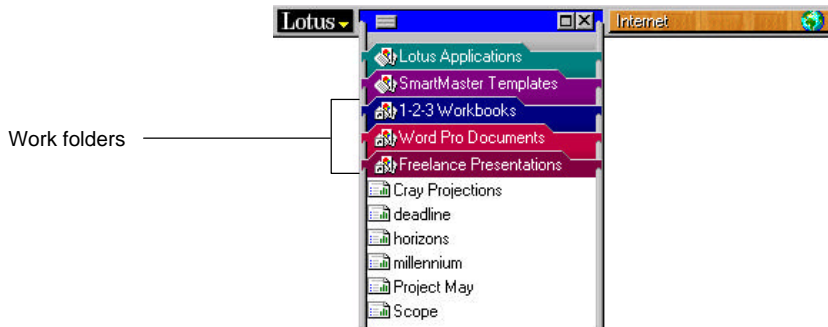 Lotus
Internet
Lotus Applications
SmartMaster Templates
1-2-3 Workbooks
Word Pro Documents
Work folders
Freelance Presentations
Cray Projections
deadline
horizons
millennium
Project May
Scope